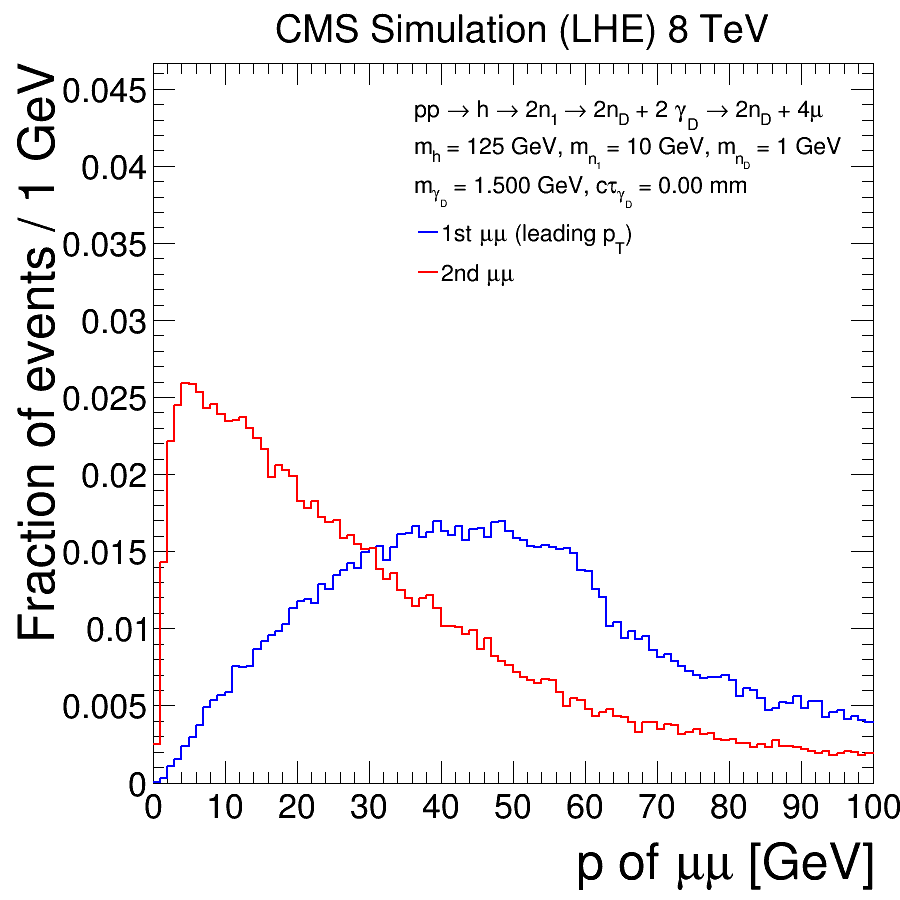 CMS Simulation (LHE) 8 TeV
Fraction of events / 1 GeV
0.045
0.04
0.035
0.03
0.025
0.02
0.015
0.01
0.005
0
pp → h → 2n1 → 2nD + 2 γD → 2nD + 4μ
mh = 125 GeV, mn1 = 10 GeV, mnD = 1 GeV
mγD = 1.500 GeV, cτγD = 0.00 mm
1st μμ (leading pT)
2nd μμ
0 10 20 30 40 50 60 70 80 90 100
p of μμ [GeV]